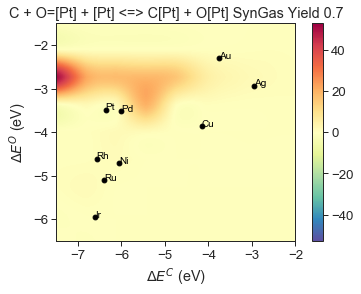 C + O=[Pt] + [Pt] <=> C[Pt] + O[Pt] SynGas Yield 0.7
−2
−3
−4
−5
−6
ΔE^O (eV)
Au
Ag
Pt
Pd
Cu
Rh
Ni
Ru
Ir
−7
−6
−5
−4
−3
−2
ΔE^C (eV)
40
20
0
−20
−40